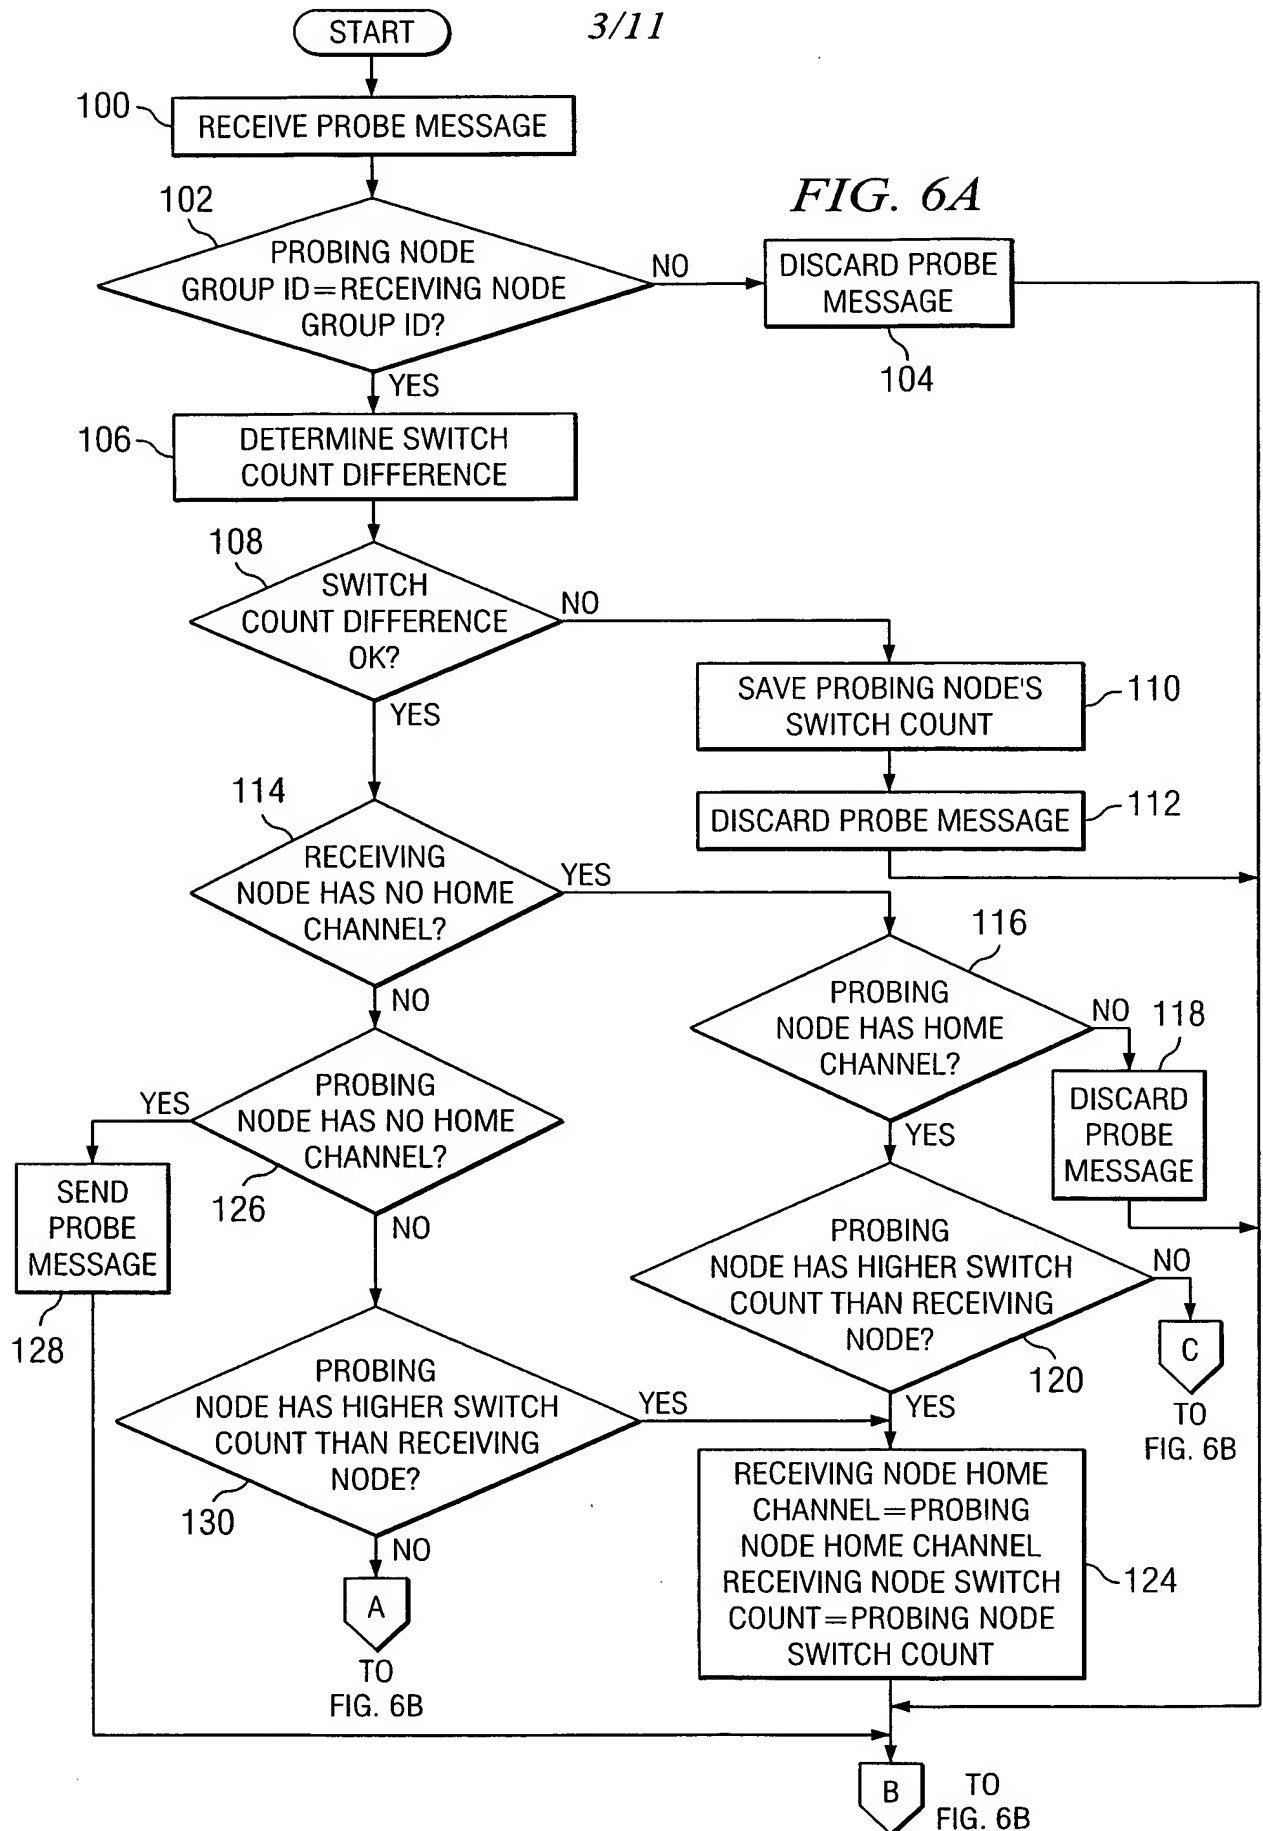 START
3/11
100
RECEIVE PROBE MESSAGE
FIG. 6A
102
PROBING NODE
GROUP ID=RECEIVING NODE
GROUP ID?
NO
DISCARD PROBE
MESSAGE
104
YES
106
DETERMINE SWITCH
COUNT DIFFERENCE
108
SWITCH
COUNT DIFFERENCE
OK?
NO
YES
SAVE PROBING NODE'S
SWITCH COUNT
110
DISCARD PROBE MESSAGE
112
114
RECEIVING
NODE HAS NO HOME
CHANNEL?
YES
NO
116
PROBING
NODE HAS HOME
CHANNEL?
NO
118
DISCARD
PROBE
MESSAGE
YES
PROBING
NODE HAS NO HOME
CHANNEL?
YES
126
NO
SEND
PROBE
MESSAGE
128
PROBING
NODE HAS HIGHER SWITCH
COUNT THAN RECEIVING
NODE?
NO
120
YES
C
TO
FIG. 6B
PROBING
NODE HAS HIGHER SWITCH
COUNT THAN RECEIVING
NODE?
YES
130
NO
A
TO
FIG. 6B
RECEIVING NODE HOME
CHANNEL=PROBING
NODE HOME CHANNEL
RECEIVING NODE SWITCH
COUNT=PROBING NODE
SWITCH COUNT
124
B
TO
FIG. 6B